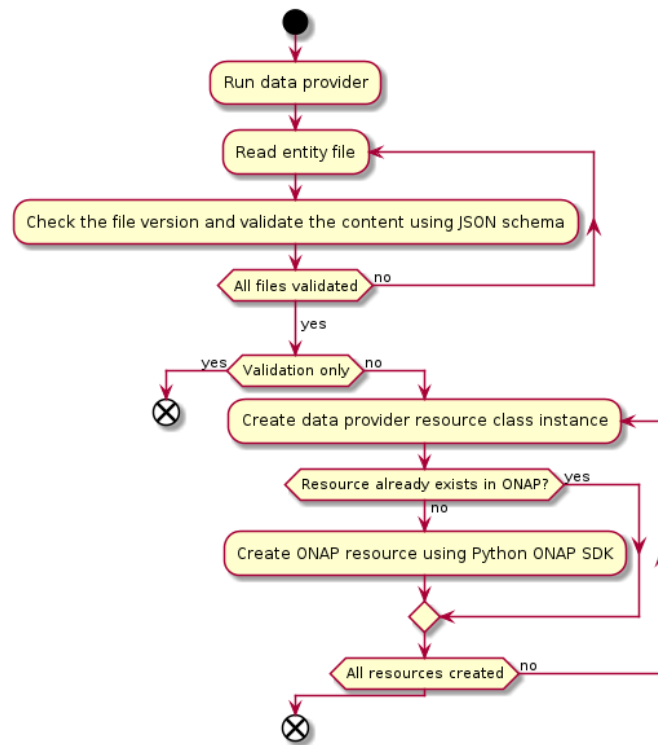 Run data provider
Read entity file
Check the file version and validate the content using JSON schema
All files validated
no
yes
yes
Validation only
no
Create data provider resource class instance
Resource already exists in ONAP?
yes
no
Create ONAP resource using Python ONAP SDK
All resources created
no